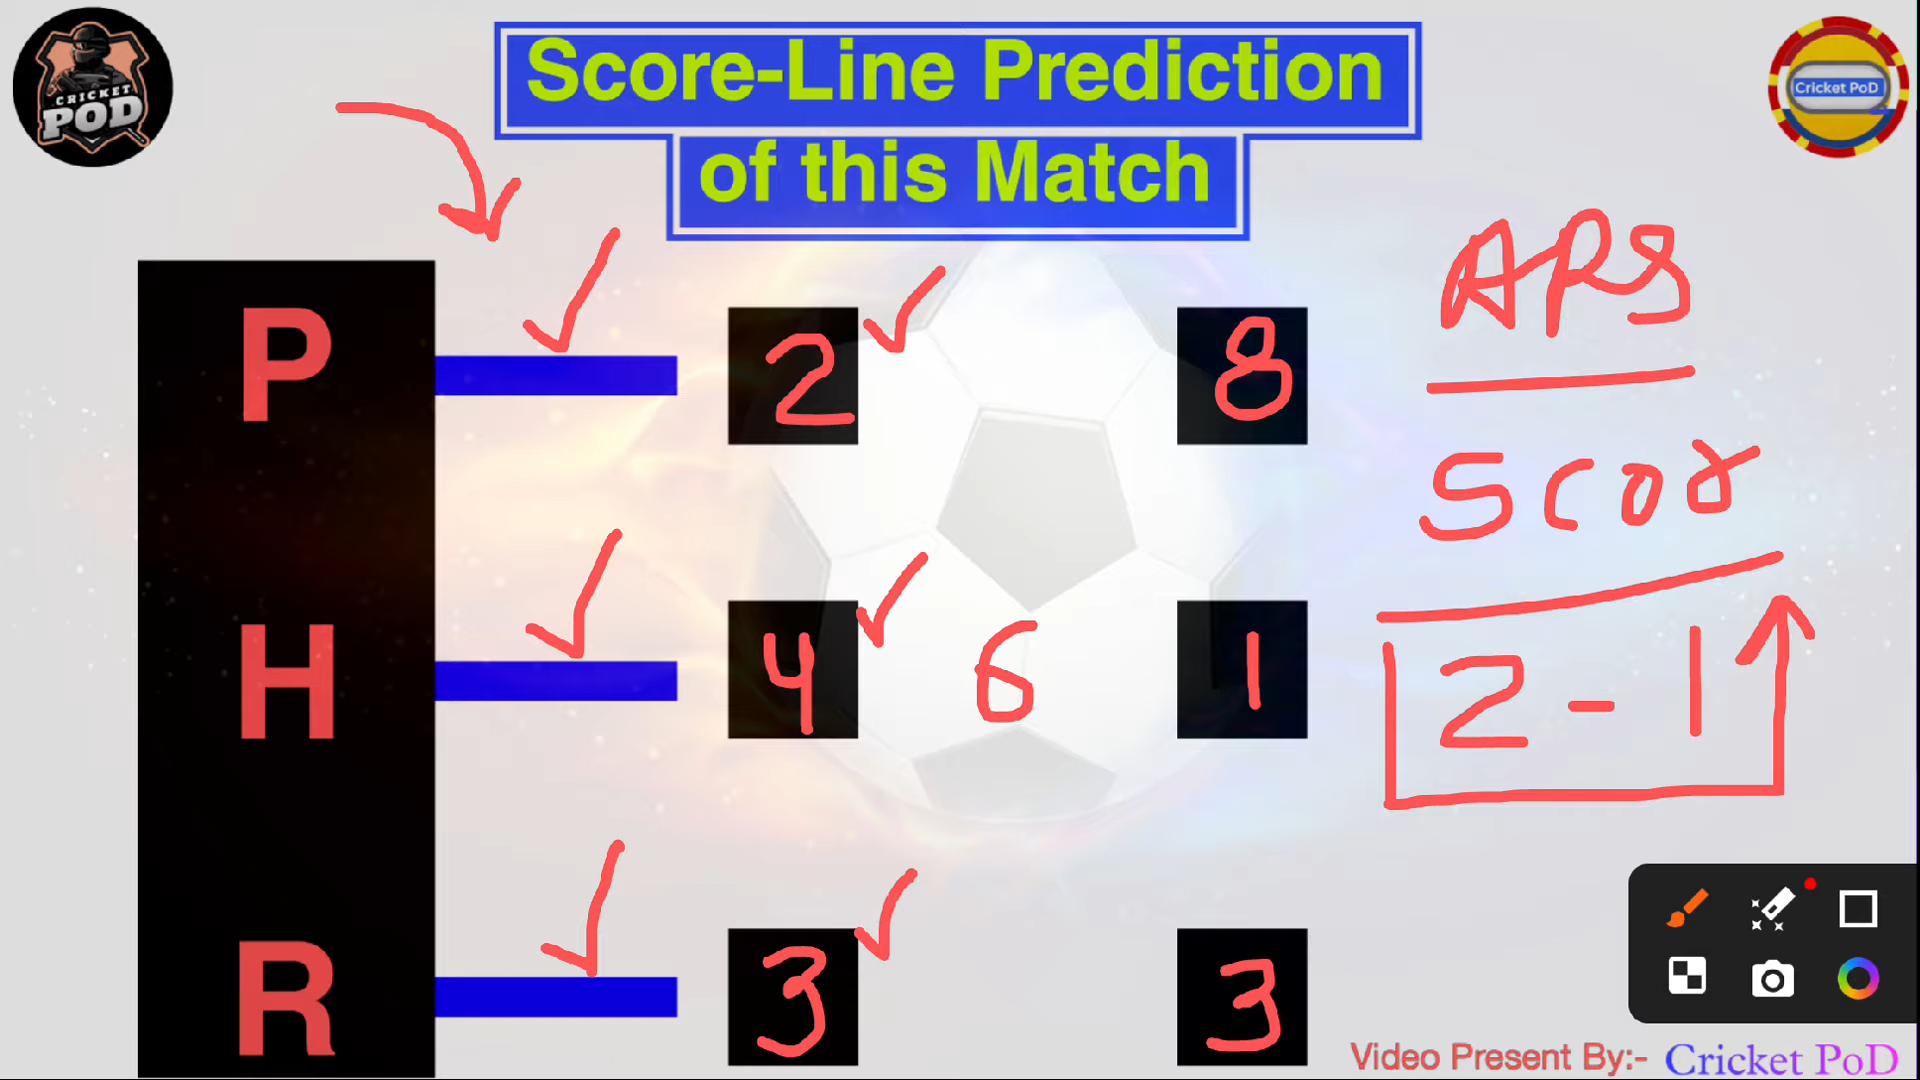 CRICKET
POD
Score-Line Prediction
of this Match
Cricket PoD
APS
P 2 8
Scor
H 4 6 1
2 - 1
R 3 3
Video Present By:- Cricket PoD